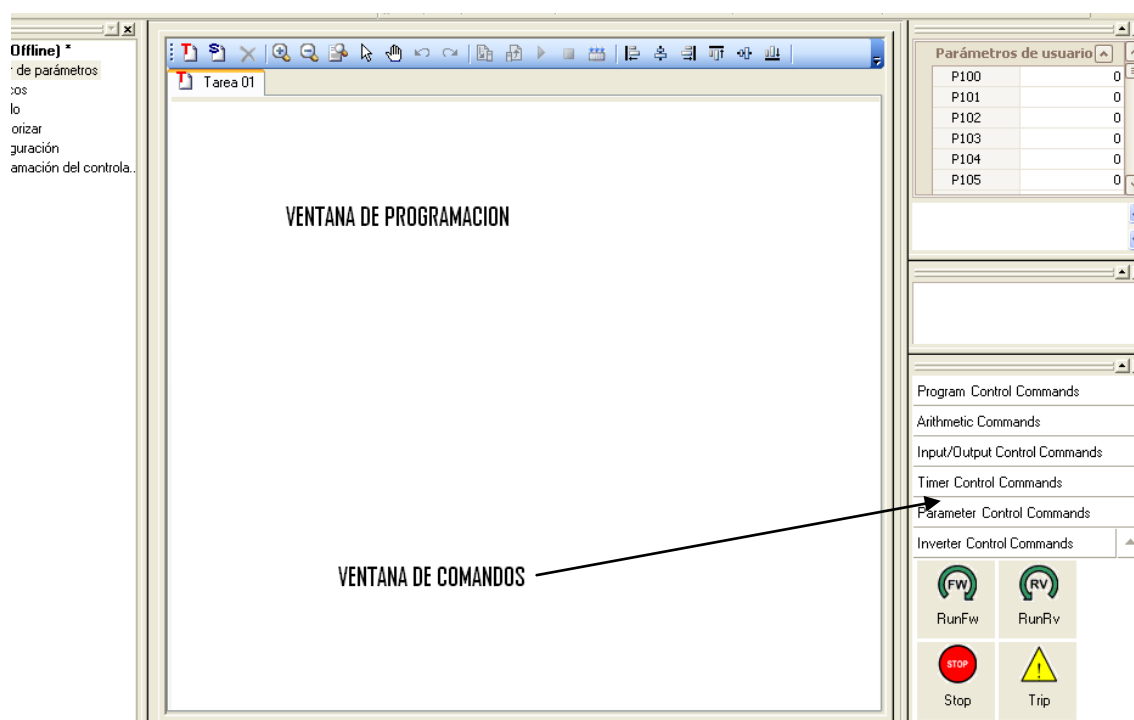 Offline) *
de parámetros
cos
lo
orizar
guración
amación del controla..
Tarea 01
VENTANA DE PROGRAMACION
VENTANA DE COMANDOS
Parámetros de usuario
P100 0
P101 0
P102 0
P103 0
P104 0
P105 0
Program Control Commands
Arithmetic Commands
Input/Output Control Commands
Timer Control Commands
Parameter Control Commands
Inverter Control Commands
FW
RV
RunFw
RunRv
STOP
Stop
Trip